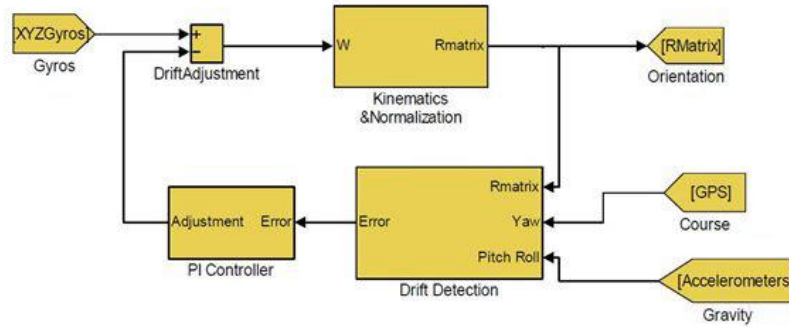 [XYZGyros]
Gyros
+
−
DriftAdjustment
W
Rmatrix
Kinematics
&Normalization
[RMatrix]
Orientation
Adjustment
Error
PI Controller
Error
Rmatrix
Yaw
Pitch Roll
Drift Detection
[GPS]
Course
[Accelerometers
Gravity